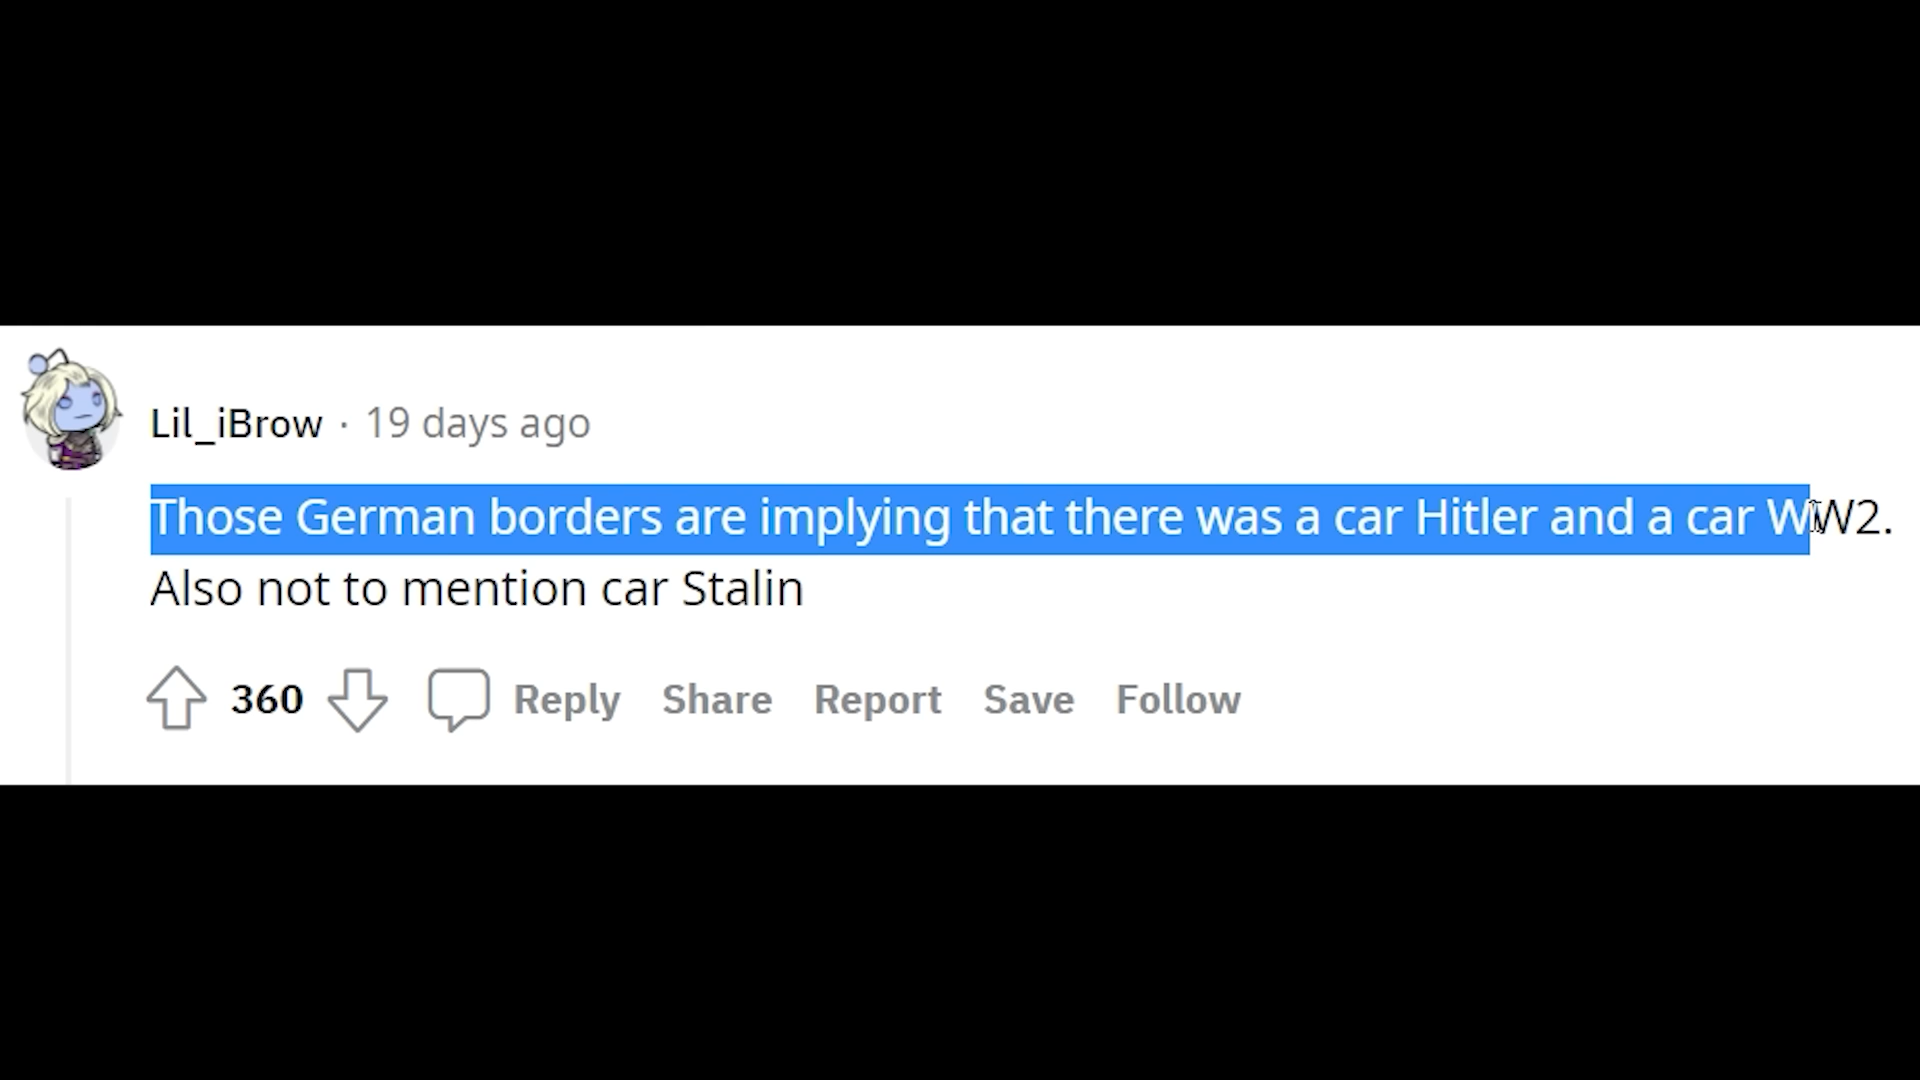 Lil_iBrow · 19 days ago
Those German borders are implying that there was a car Hitler and a car WW2.
Also not to mention car Stalin
360 Reply Share Report Save Follow